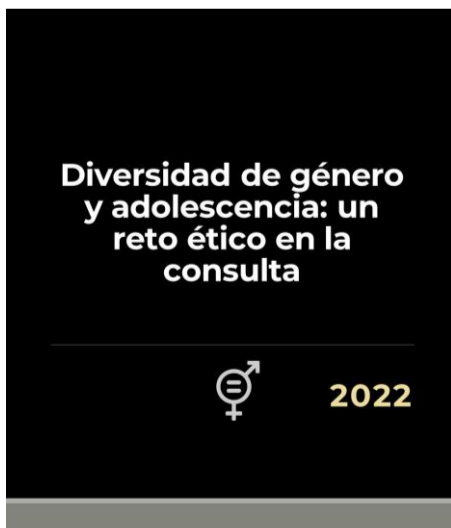 Diversidad de género
y adolescencia: un
reto ético en la
consulta
2022